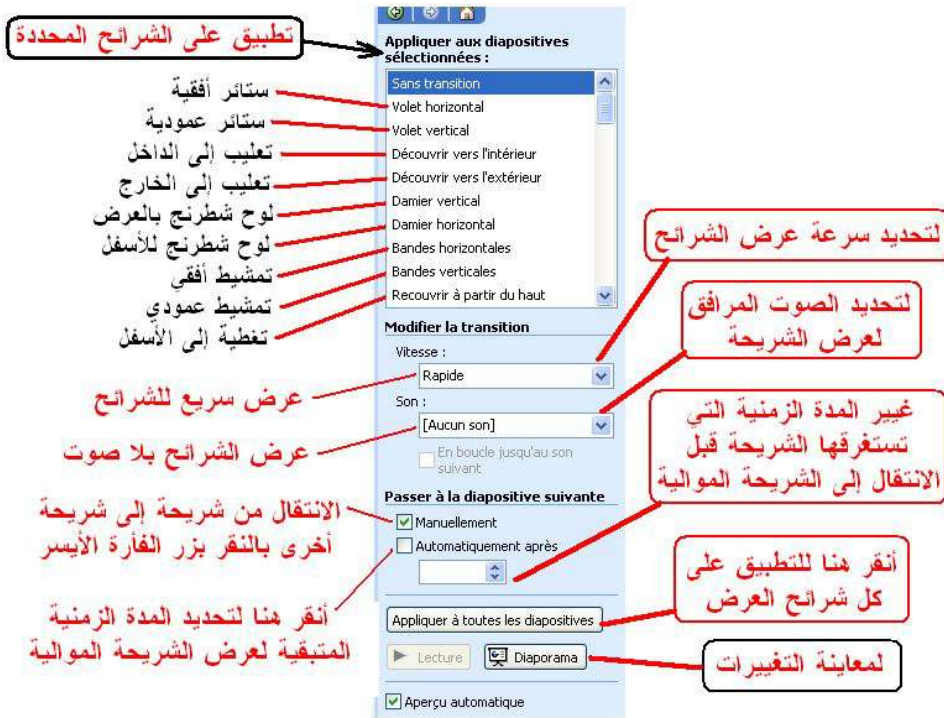 تطبيق على الشرائح المحددة
Appliquer aux diapositives
sélectionnées :
Sans transition
ستائر أفقية
Volet horizontal
ستائر عمودية
Volet vertical
تعليب إلى الداخل
Découvrir vers l'intérieur
تعليب إلى الخارج
Découvrir vers l'extérieur
لوح شطرنج بالعرض
Damier vertical
لوح شطرنج للأسفل
Damier horizontal
تمشيط أفقي
Bandes horizontales
تمشيط عمودي
Bandes verticales
تغطية إلى الأسفل
Recouvrir à partir du haut
لتحديد سرعة عرض الشرائح
Modifier la transition
Vitesse :
عرض سريع للشرائح
Rapide
لتحديد الصوت المرافق
لعرض الشريحة
Son :
عرض الشرائح بلا صوت
[Aucun son]
En boucle jusqu'au son
suivant
غيير المدة الزمنية التي
تستغرقها الشريحة قبل
الانتقال إلى الشريحة الموالية
Passer à la diapositive suivante
الانتقال من شريحة إلى شريحة
أخرى بالنقر بزر الفأرة الأيسر
Manuellement
Automatiquement après
أنقر هنا لتحديد المدة الزمنية
المتبقية لعرض الشريحة الموالية
أنقر هنا للتطبيق على
كل شرائح العرض
Appliquer à toutes les diapositives
Lecture
Diaporama
لمعاينة التغييرات
Aperçu automatique